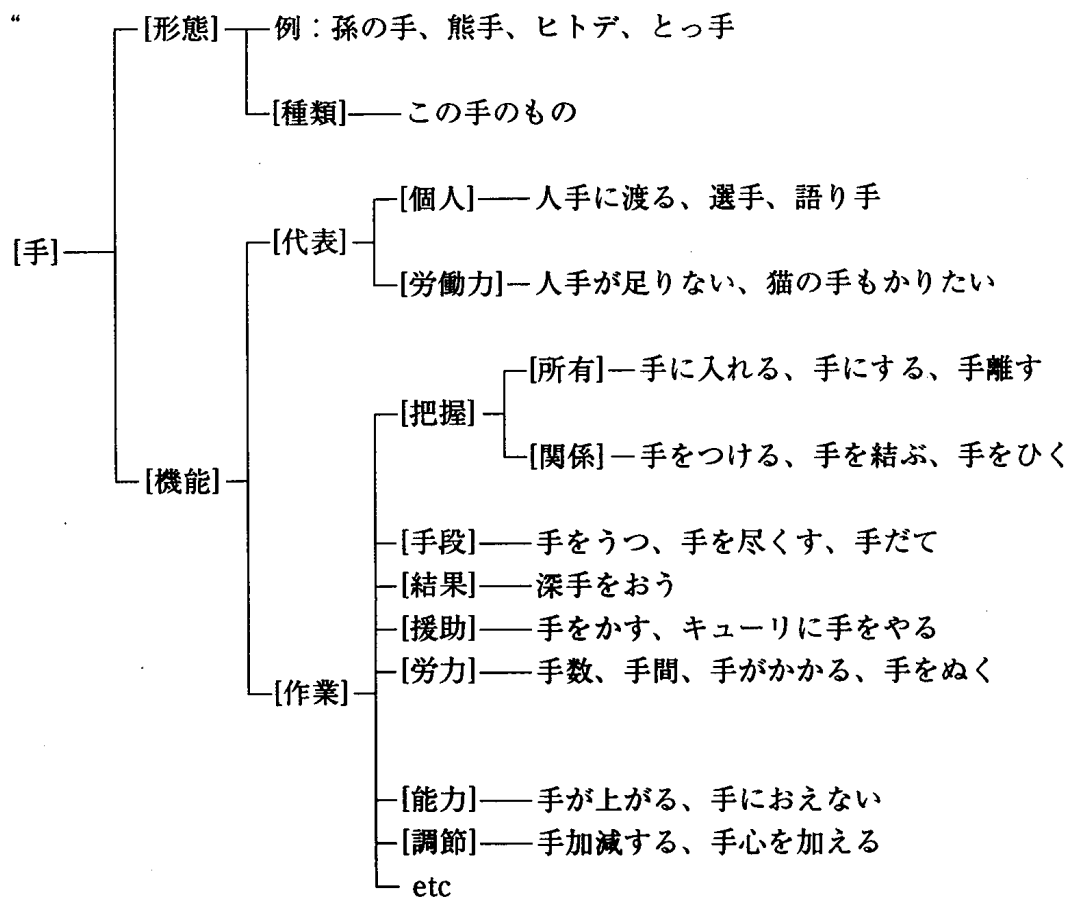 “
[形態] 例：孫の手、熊手、ヒトデ、とっ手
[種類] この手のもの
[個人] 人手に渡る、選手、語り手
[代表]
[手]
[労働力] 人手が足りない、猫の手もかりたい
[所有] 手に入れる、手にする、手離す
[把握]
[関係] 手をつける、手を結ぶ、手をひく
[機能]
[手段] 手をうつ、手を尽くす、手だて
[結果] 深手をおう
[援助] 手をかす、キューリに手をやる
[労力] 手数、手間、手がかかる、手をぬく
[作業]
[能力] 手が上がる、手におえない
[調節] 手加減する、手心を加える
etc